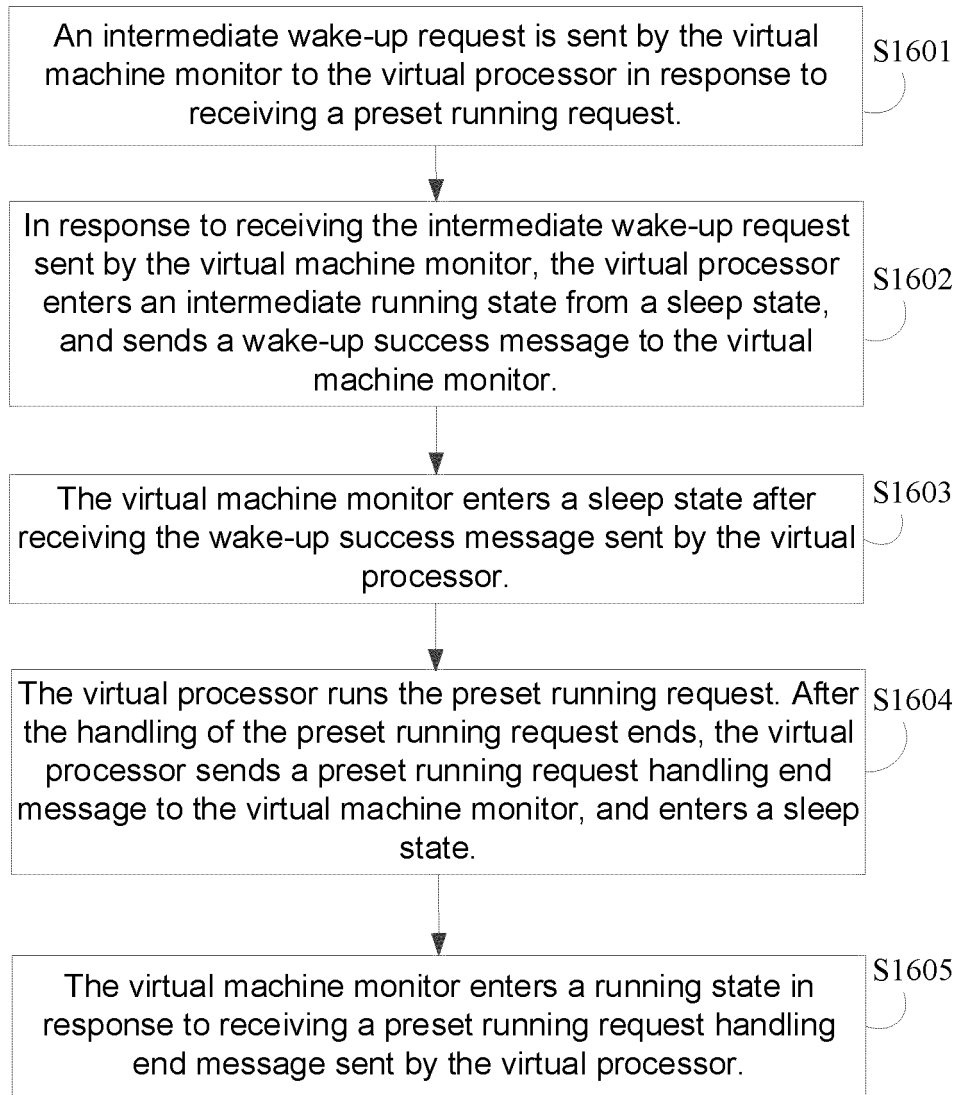 An intermediate wake-up request is sent by the virtual
machine monitor to the virtual processor in response to
receiving a preset running request.
S1601
In response to receiving the intermediate wake-up request
sent by the virtual machine monitor, the virtual processor
enters an intermediate running state from a sleep state,
and sends a wake-up success message to the virtual
machine monitor.
S1602
The virtual machine monitor enters a sleep state after
receiving the wake-up success message sent by the virtual
processor.
S1603
The virtual processor runs the preset running request. After
the handling of the preset running request ends, the virtual
processor sends a preset running request handling end
message to the virtual machine monitor, and enters a sleep
state.
S1604
The virtual machine monitor enters a running state in
response to receiving a preset running request handling
end message sent by the virtual processor.
S1605